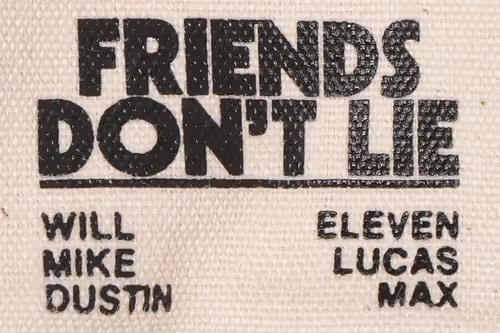 FRIENDS
DON'T LIE
WILL ELEVEN
MIKE LUCAS
DUSTIN MAX